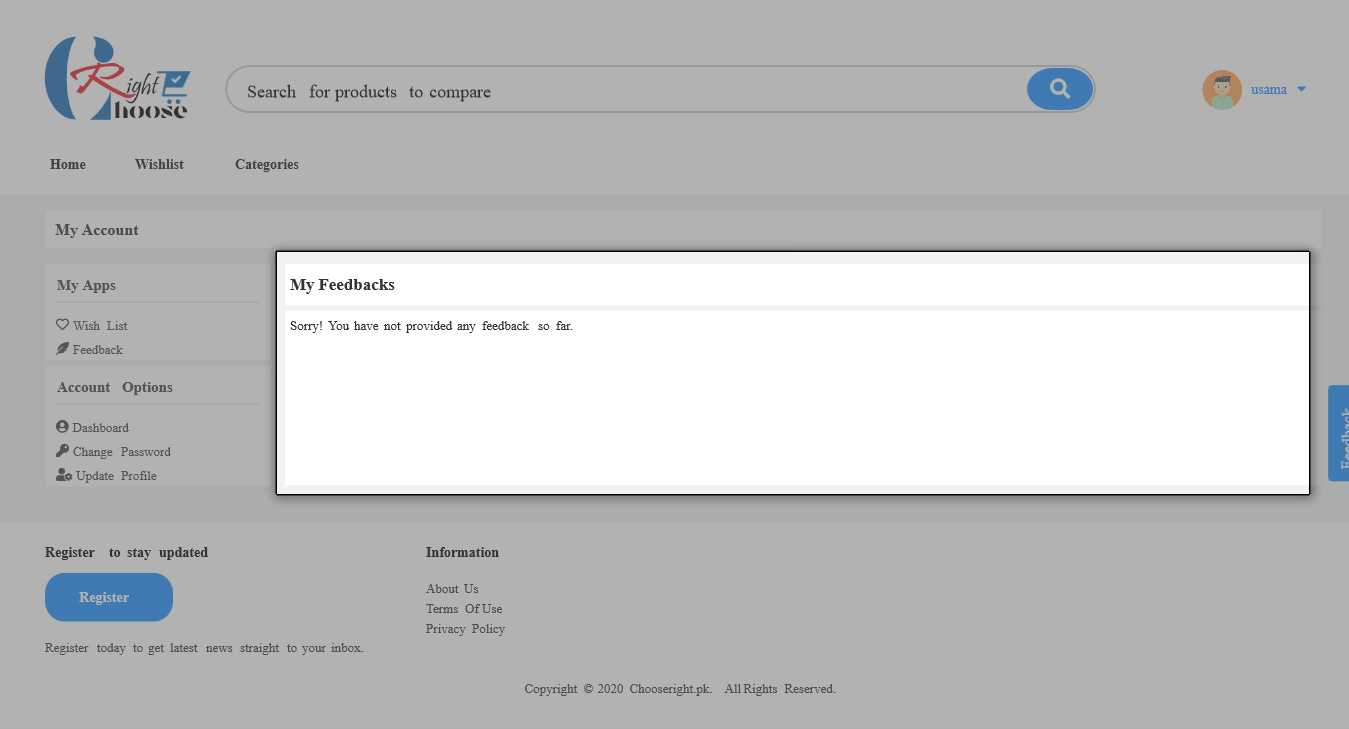 Right
Choose
Search for products to compare
usama
Home Wishlist Categories
My Account
My Apps
Wish List
Feedback
Account Options
Dashboard
Change Password
Update Profile
My Feedbacks
Sorry! You have not provided any feedback so far.
Feedback
Register to stay updated
Register
Register today to get latest news straight to your inbox.
Information
About Us
Terms Of Use
Privacy Policy
Copyright © 2020 Chooseright.pk. All Rights Reserved.